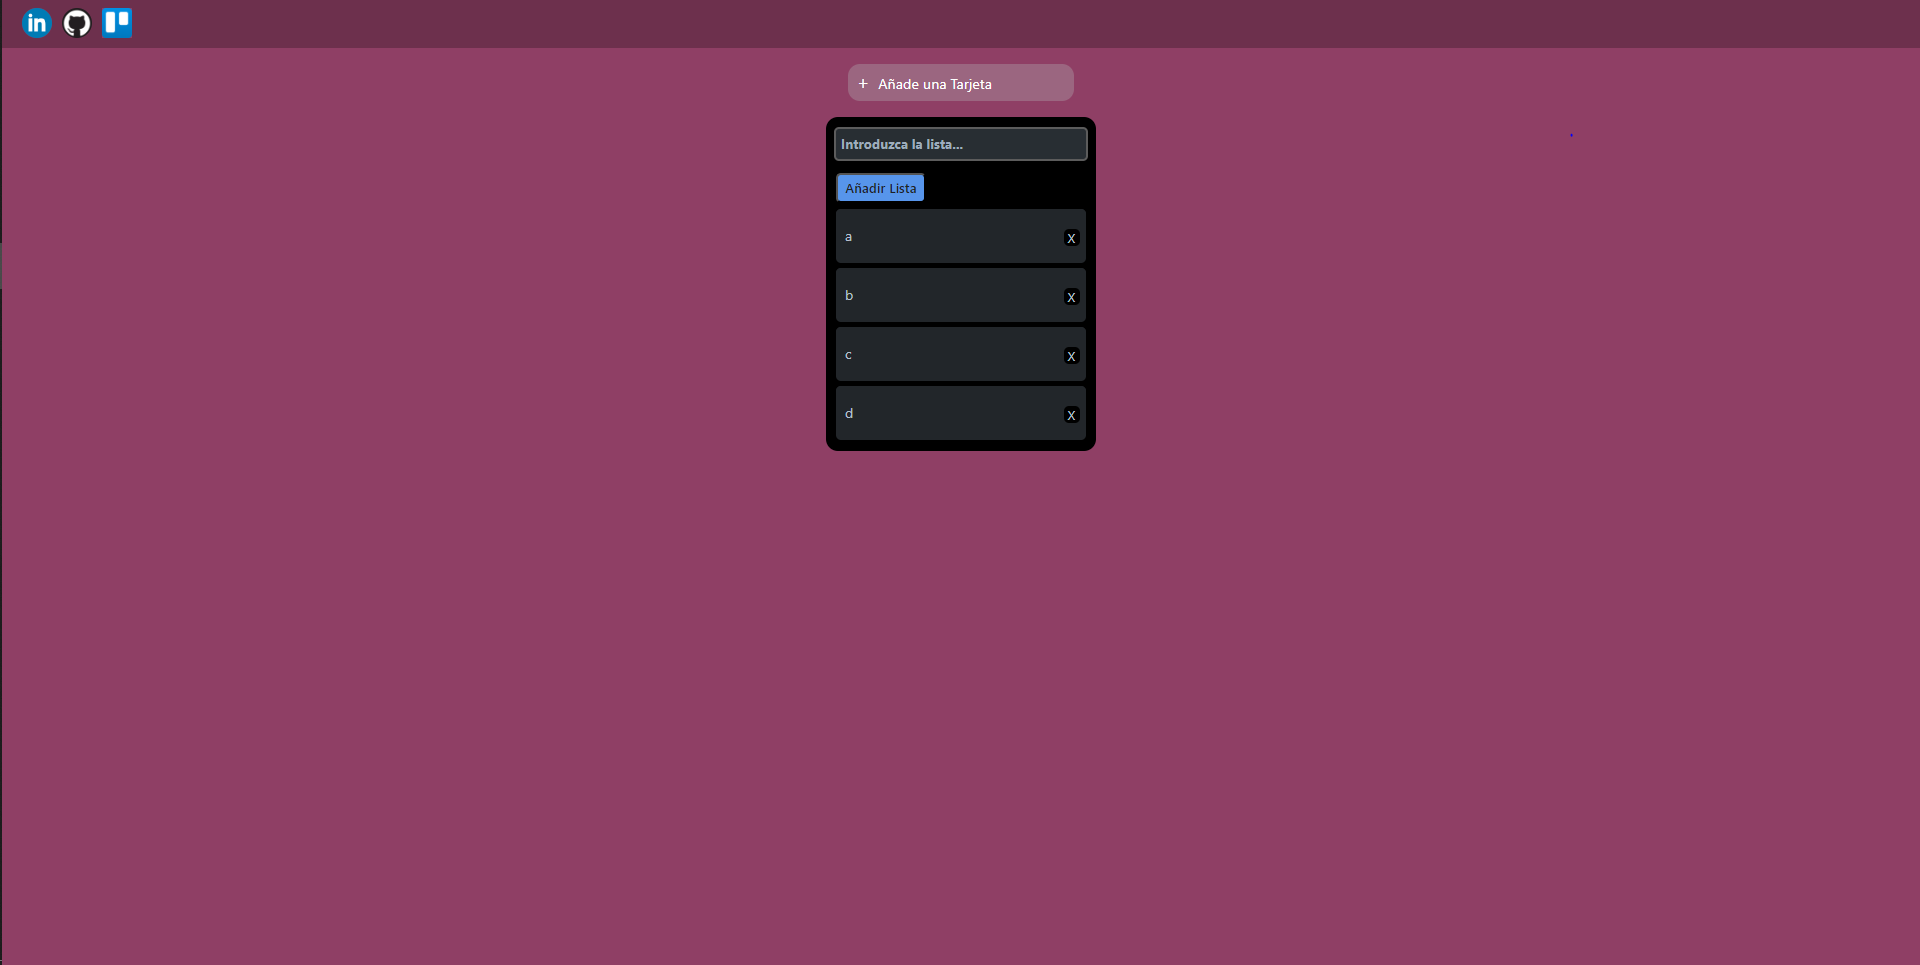 in
+ Añade una Tarjeta
Introduzca la lista...
Añadir Lista
a X
b X
c X
d X